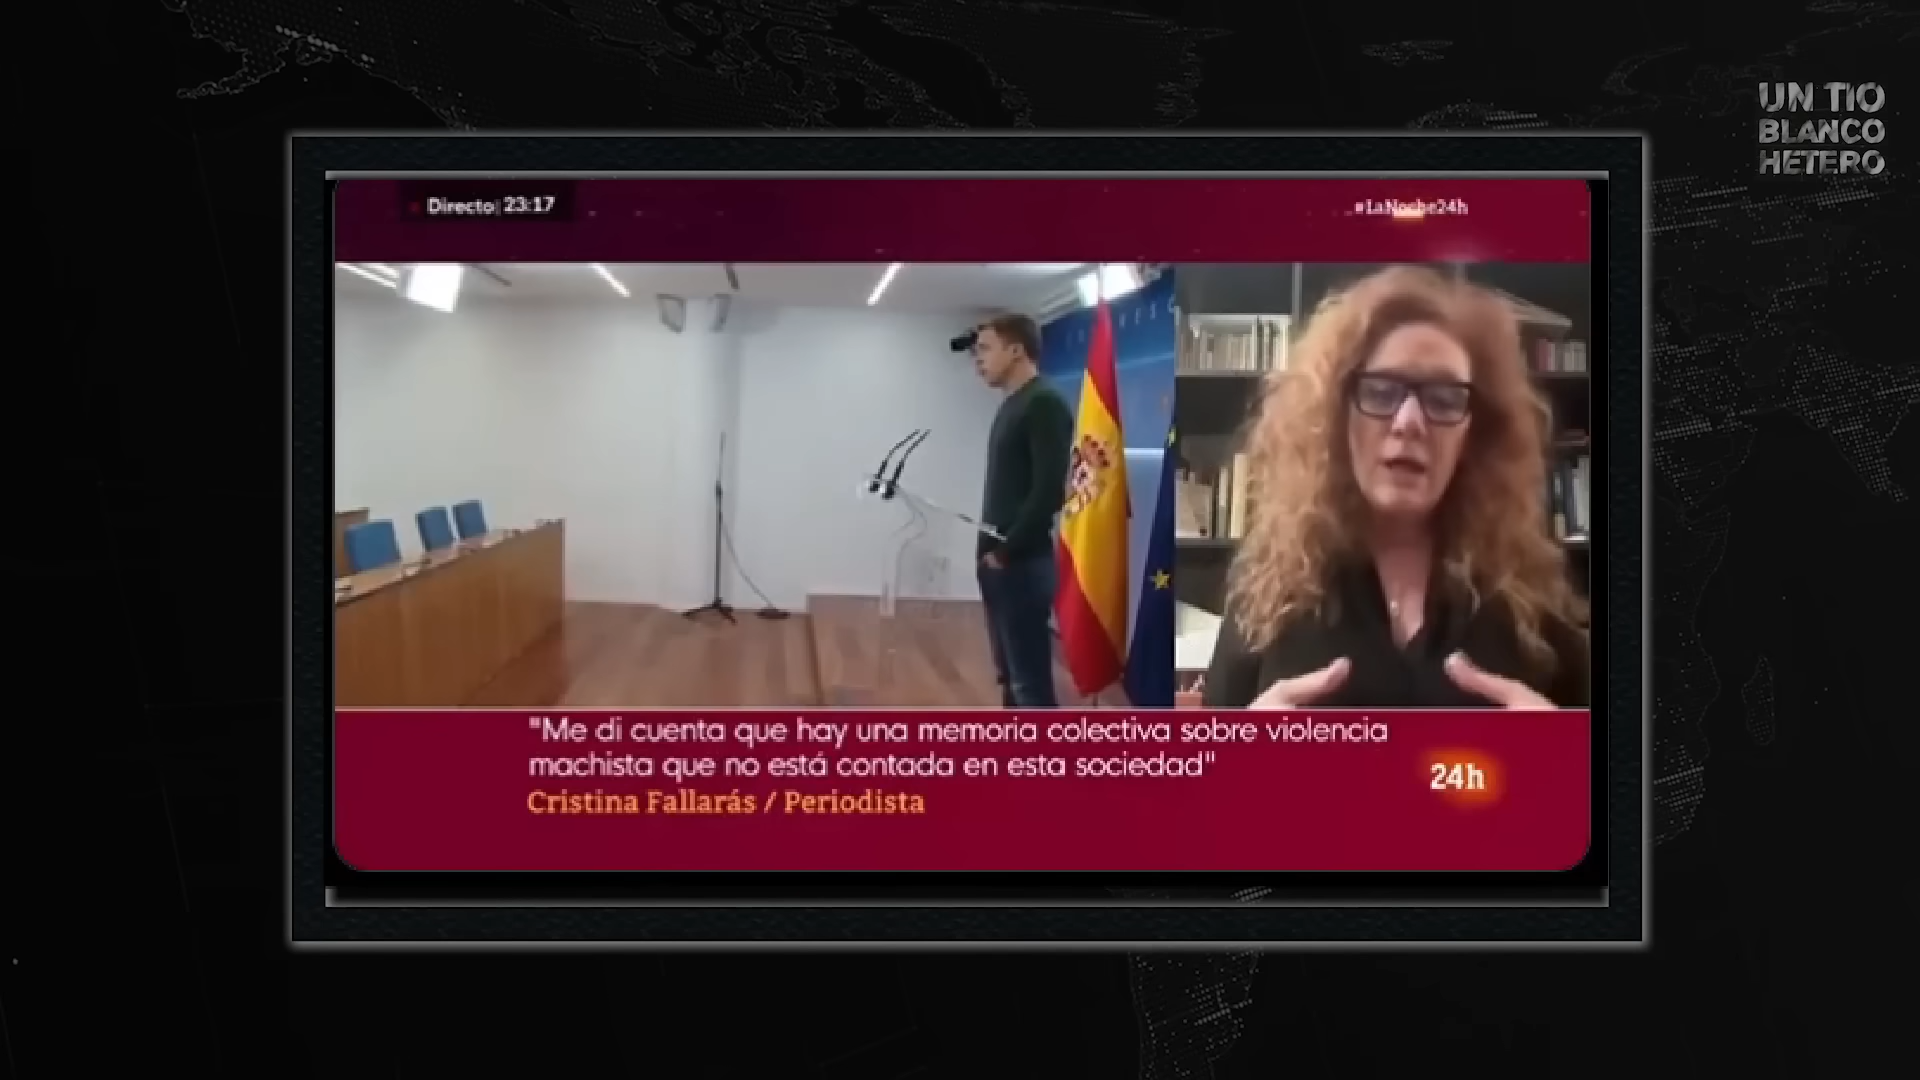 UN TIO
BLANCO
HETERO
Directo 23:17
#LaNoche24h
"Me di cuenta que hay una memoria colectiva sobre violencia
machista que no está contada en esta sociedad"
Cristina Fallarás / Periodista
24h